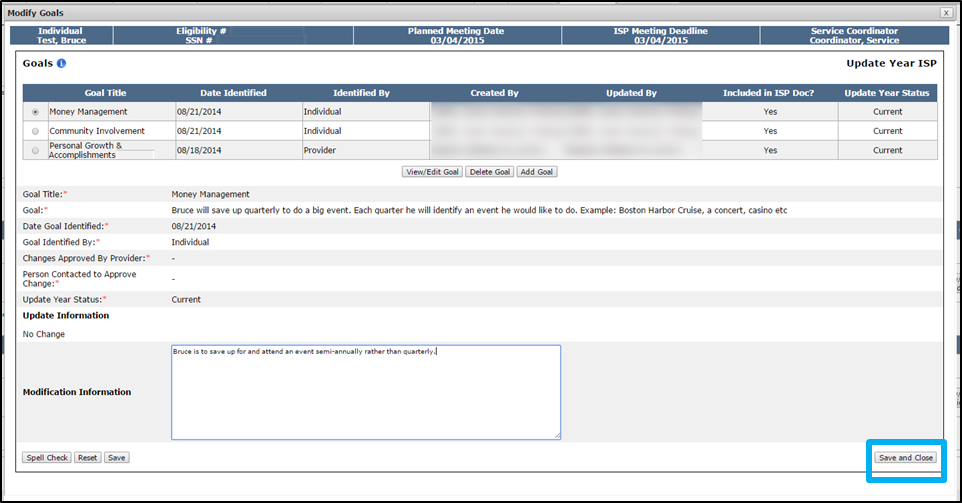 Modify Goals
X
Individual Eligibility # Planned Meeting Date ISP Meeting Deadline Service Coordinator
Test, Bruce SSN # 03/04/2015 03/04/2015 Coordinator, Service
Goals i Update Year ISP
Goal Title Date Identified Identified By Created By Updated By Included in ISP Doc? Update Year Status
Money Management 08/21/2014 Individual Yes Current
Community Involvement 08/21/2014 Individual Yes Current
Personal Growth & Accomplishments 08/18/2014 Provider Yes Current
View/Edit Goal Delete Goal Add Goal
Goal Title:* Money Management
Goal:* Bruce will save up quarterly to do a big event. Each quarter he will identify an event he would like to do. Example: Boston Harbor Cruise, a concert, casino etc
Date Goal Identified:* 08/21/2014
Goal Identified By:* Individual
Changes Approved By Provider:* -
Person Contacted to Approve
Change:* -
Update Year Status:* Current
Update Information
No Change
Bruce is to save up for and attend an event semi-annually rather than quarterly.
Modification Information
Spell Check Reset Save Save and Close